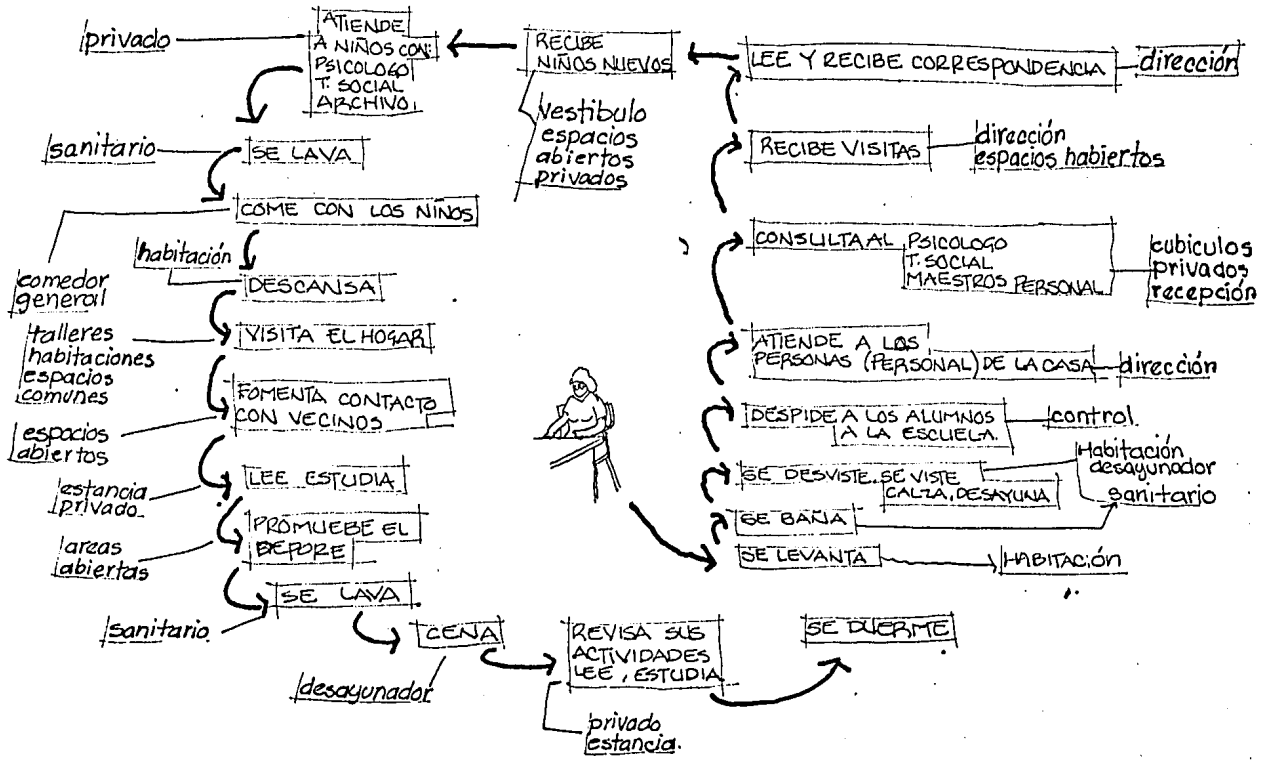 privado
ATIENDE
A NIÑOS CON:
PSICOLOGO
T. SOCIAL
ARCHIVO.
RECIBE
NIÑOS NUEVOS
vestibulo
espacios
abiertos
privados
LEE Y RECIBE CORRESPONDENCIA
dirección
RECIBE VISITAS
dirección
espacios habiertos
CONSULTA AL PSICOLOGO
T. SOCIAL
MAESTROS PERSONAL
cubiculos
privados
recepción
ATIENDE A LOS
PERSONAS (PERSONAL) DE LA CASA
dirección
DESPIDE A LOS ALUMNOS
A LA ESCUELA.
control.
SE DESVISTE, SE VISTE
CALZA, DESAYUNA
Habitación
desayunador
sanitario
SE BAÑA
SE LEVANTA
HABITACIÓN
sanitario
SE LAVA
COME CON LOS NIÑOS
comedor
general
habitación
DESCANSA
VISITA EL HOGAR
talleres
habitaciones
espacios
comunes
FOMENTA CONTACTO
CON VECINOS
espacios
abiertos
LEE ESTUDIA
estancia
privado
PROMUEBE EL
DEPORE
areas
abiertas
SE LAVA
sanitario
CENA
desayunador
REVISA SUS
ACTIVIDADES
LEE, ESTUDIA
privado
estancia.
SE DUERME